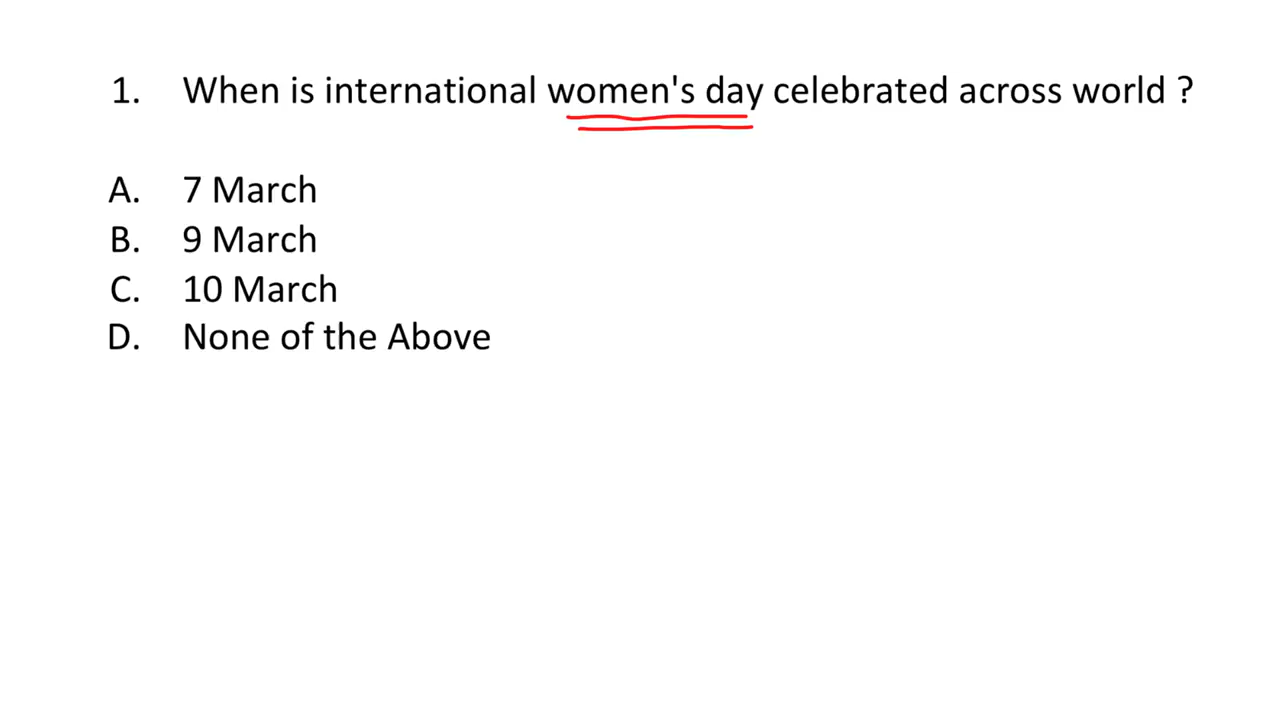 1. When is international women's day celebrated across world ?
A. 7 March
B. 9 March
C. 10 March
D. None of the Above